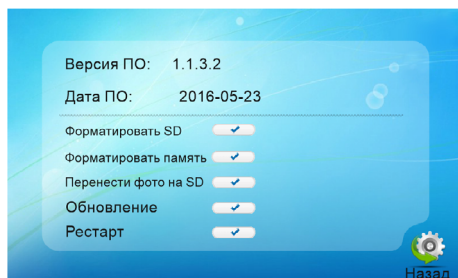 Версия ПО: 1.1.3.2
Дата ПО: 2016-05-23
Форматировать SD
Форматировать память
Перенести фото на SD
Обновление
Рестарт
Назад